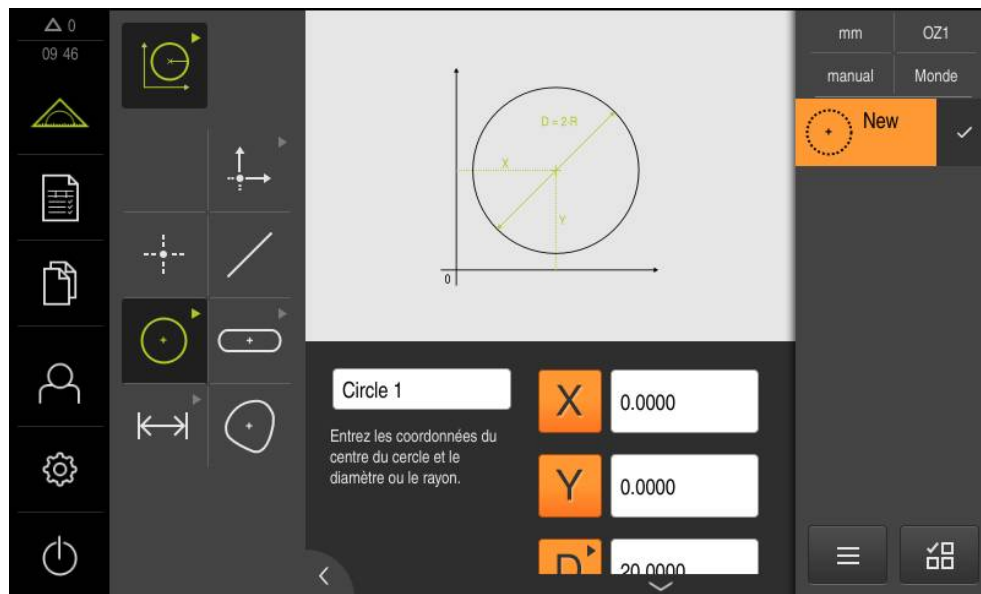 0
09 46
D = 2·R
X
Y
0
Circle 1
Entrez les coordonnées du
centre du cercle et le
diamètre ou le rayon.
X
0.0000
Y
0.0000
D
20.0000
mm
OZ1
manual
Monde
New